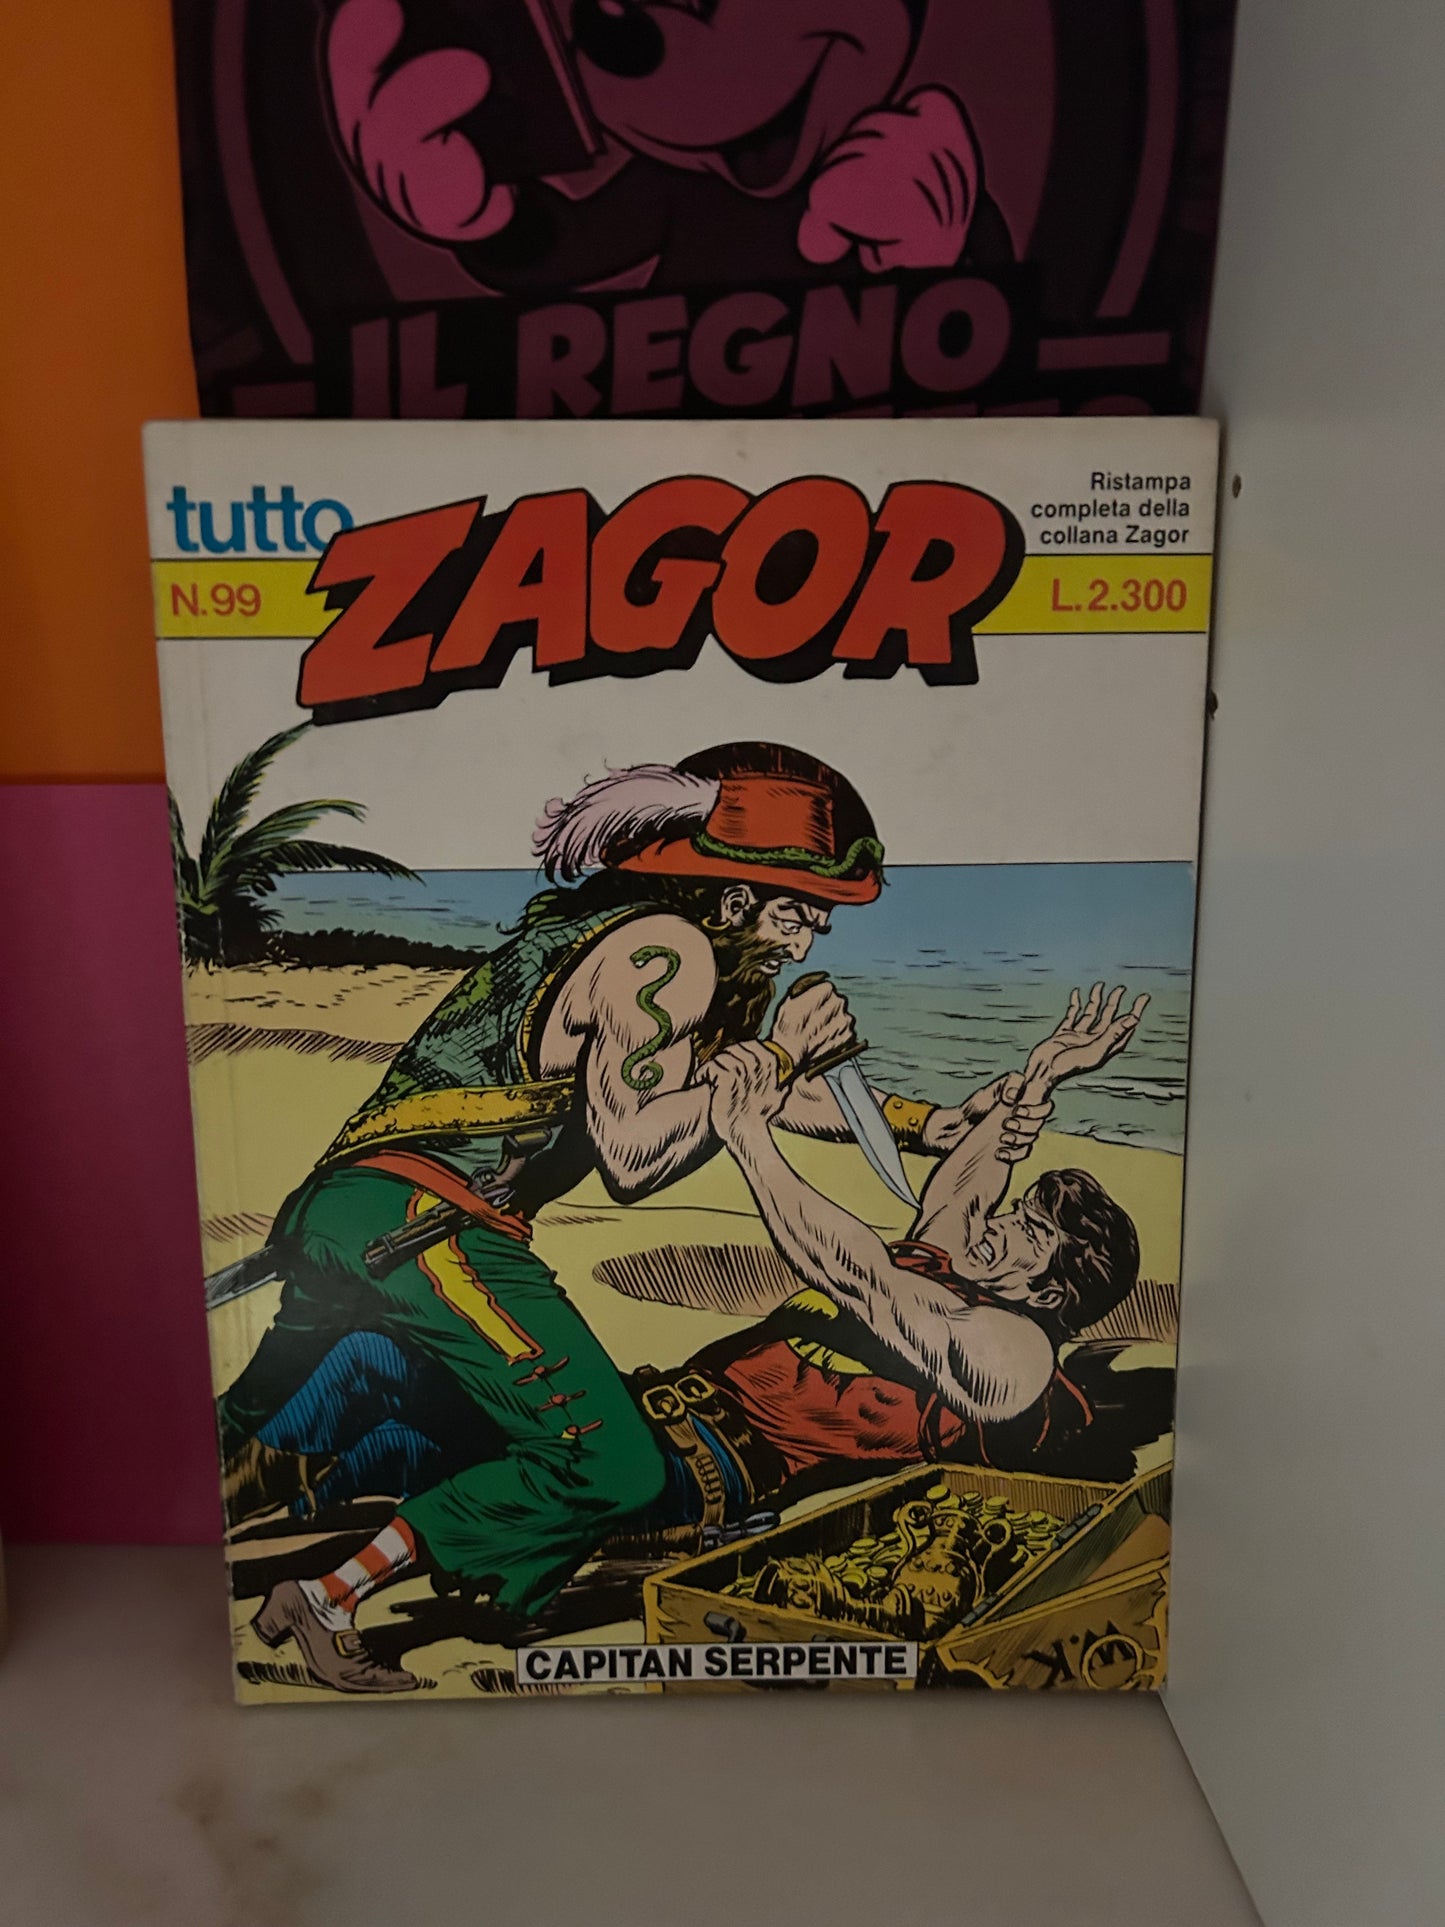 IL REGNO
tutto ZAGOR
Ristampa
completa della
collana Zagor
N.99
L.2.300
CAPITAN SERPENTE
W.K.